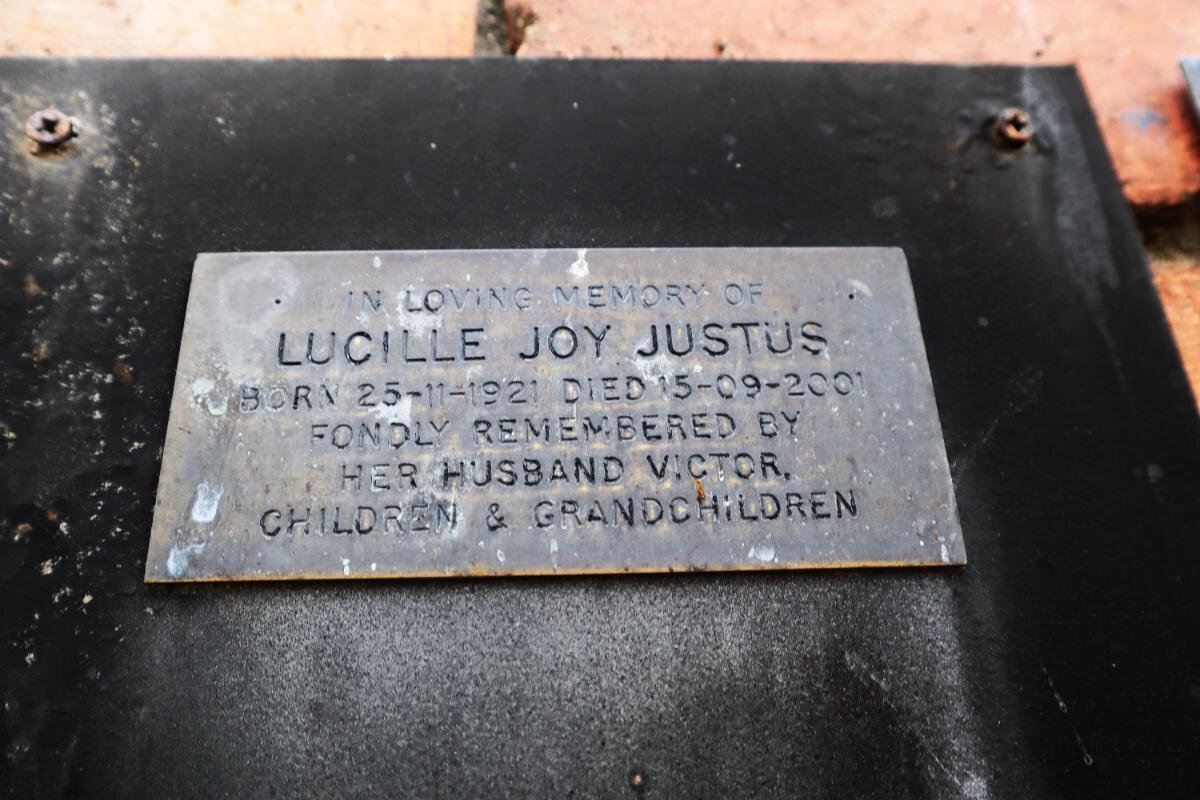 IN LOVING MEMORY OF
LUCILLE JOY JUSTUS
BORN 25-11-1921 DIED 15-09-2001
FONDLY REMEMBERED BY
HER HUSBAND VICTOR,
CHILDREN & GRANDCHILDREN